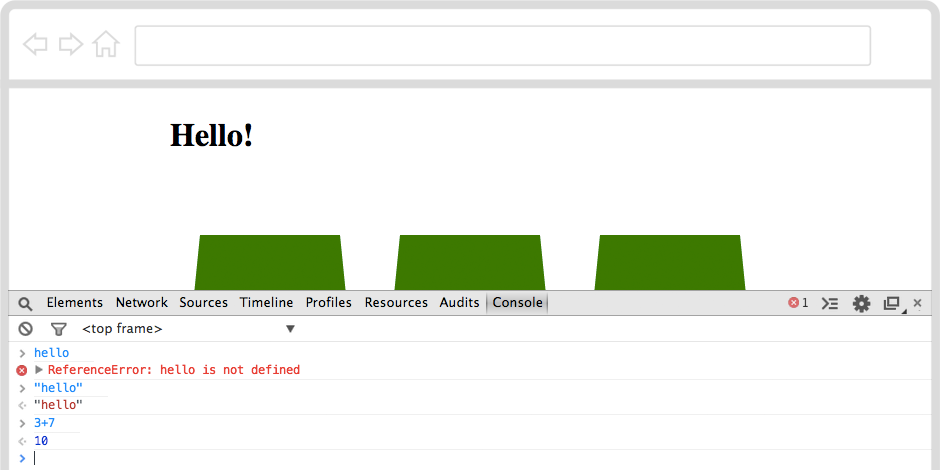 Hello!
Elements Network Sources Timeline Profiles Resources Audits Console 1
<top frame>
hello
ReferenceError: hello is not defined
"hello"
"hello"
3+7
10